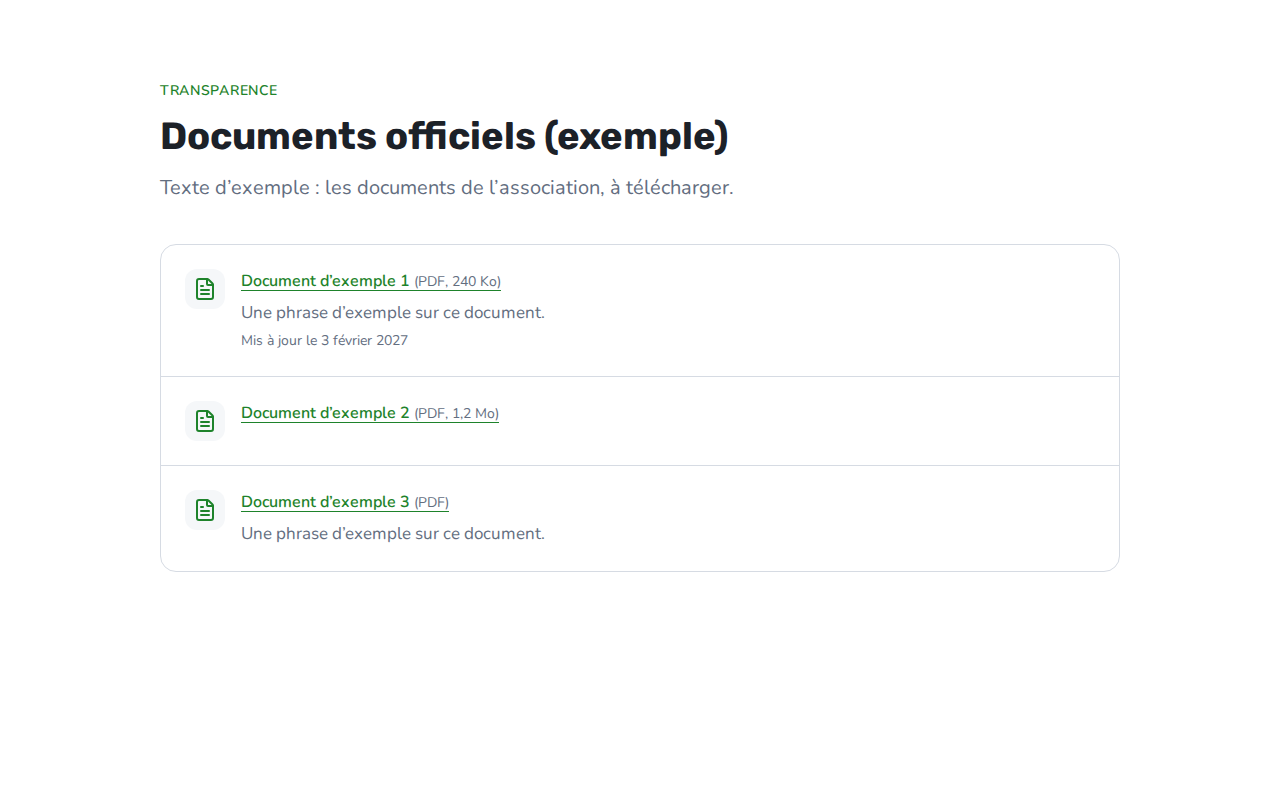 TRANSPARENCE
Documents officiels (exemple)
Texte d’exemple : les documents de l’association, à télécharger.
Document d’exemple 1 (PDF, 240 Ko)
Une phrase d’exemple sur ce document.
Mis à jour le 3 février 2027
Document d’exemple 2 (PDF, 1,2 Mo)
Document d’exemple 3 (PDF)
Une phrase d’exemple sur ce document.